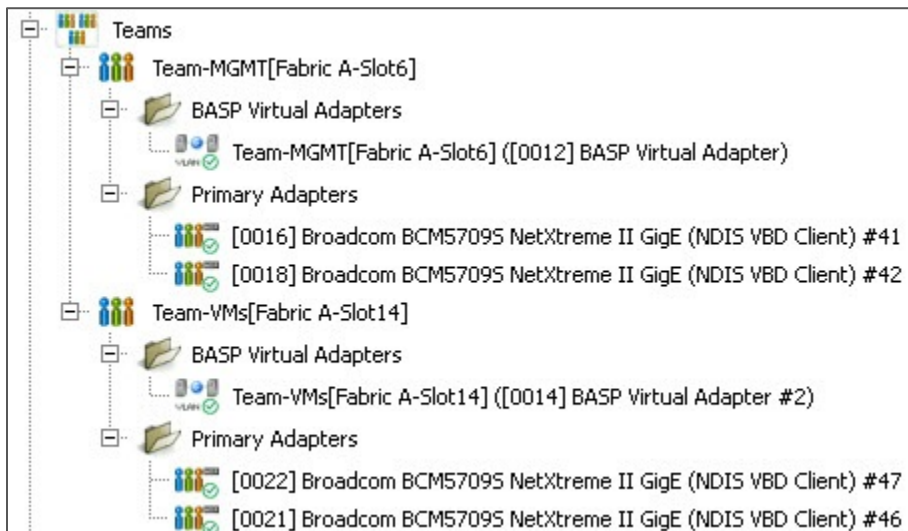 Teams
Team-MGMT[Fabric A-Slot6]
BASP Virtual Adapters
Team-MGMT[Fabric A-Slot6] ([0012] BASP Virtual Adapter)
Primary Adapters
[0016] Broadcom BCM5709S NetXtreme II GigE (NDIS VBD Client) #41
[0018] Broadcom BCM5709S NetXtreme II GigE (NDIS VBD Client) #42
Team-VMs[Fabric A-Slot14]
BASP Virtual Adapters
Team-VMs[Fabric A-Slot14] ([0014] BASP Virtual Adapter #2)
Primary Adapters
[0022] Broadcom BCM5709S NetXtreme II GigE (NDIS VBD Client) #47
[0021] Broadcom BCM5709S NetXtreme II GigE (NDIS VBD Client) #46